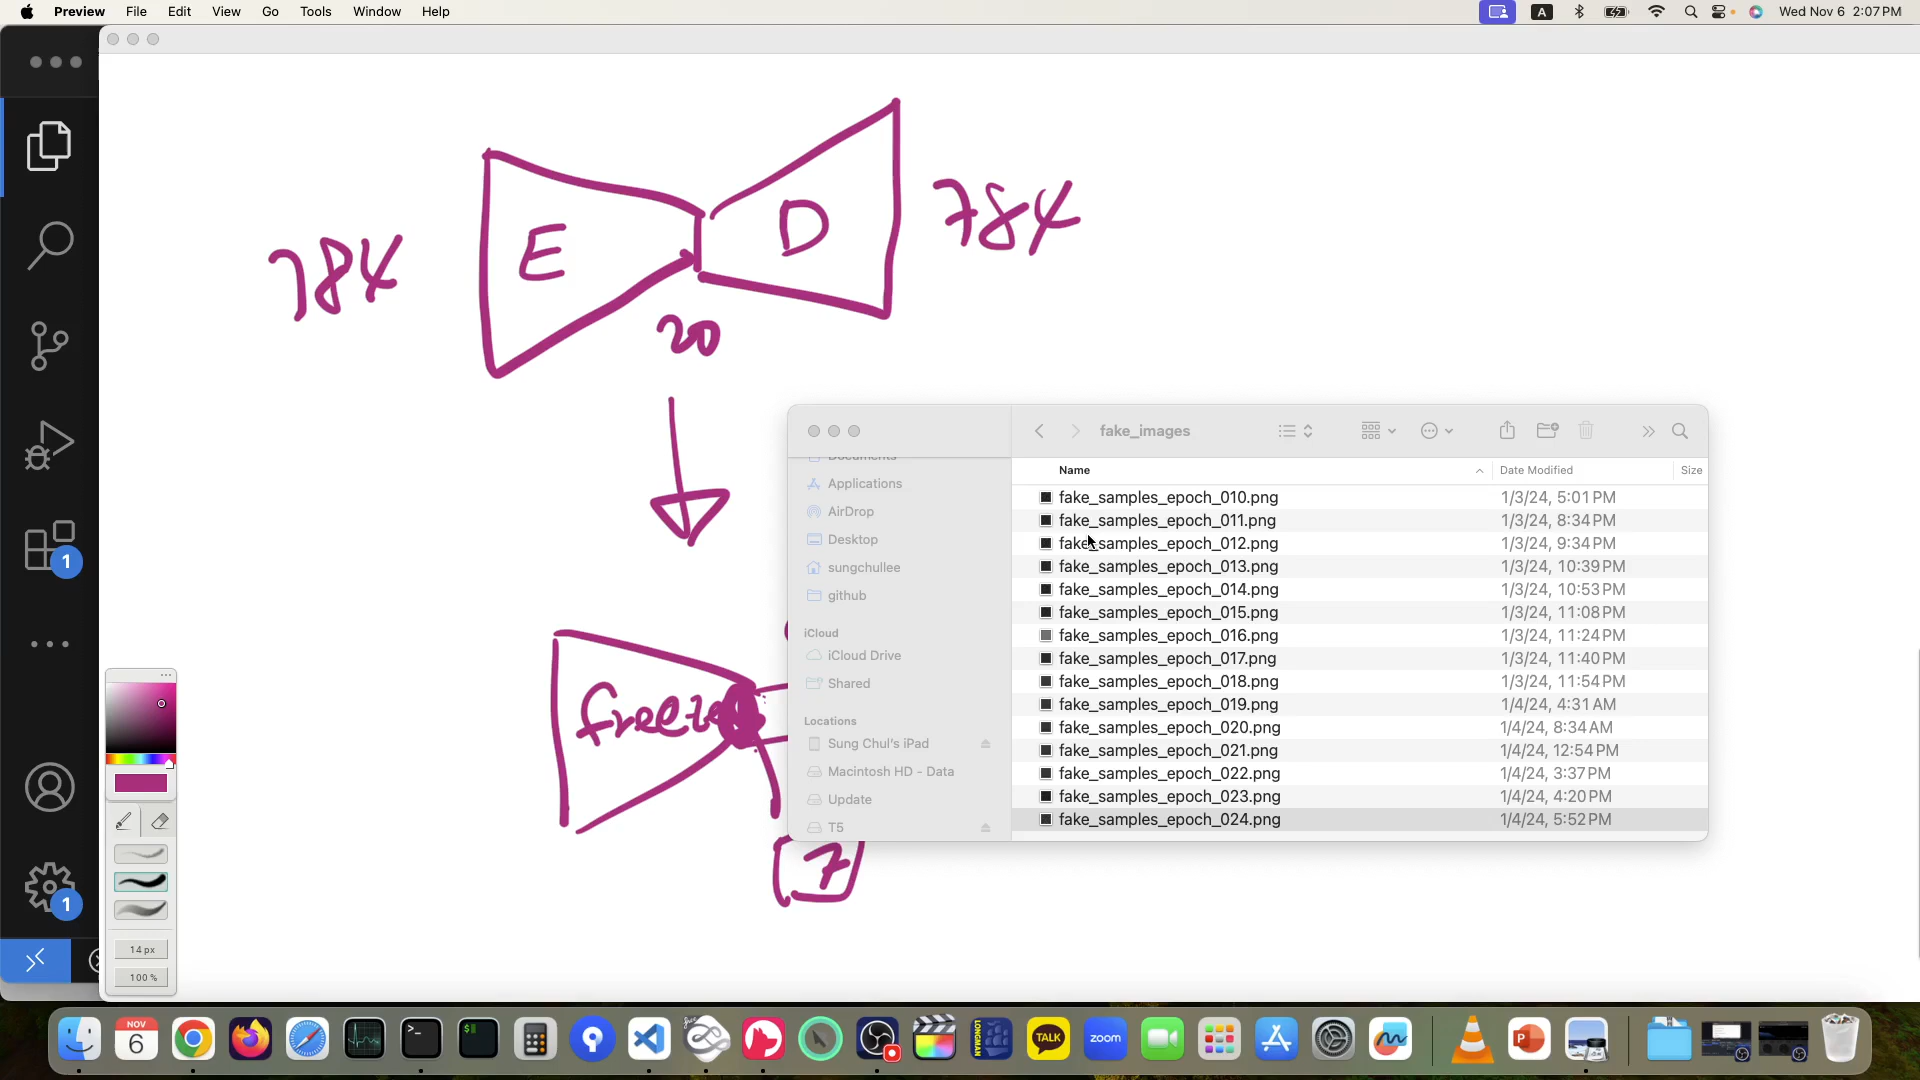 Preview File Edit View Go Tools Window Help
A
Wed Nov 6 2:07 PM
784
E
D
784
20
freeze
7
1
1
14 px
100 %
fake_images
Name Date Modified Size
Documents
Applications
AirDrop
Desktop
sungchullee
github
iCloud
iCloud Drive
Shared
Locations
Sung Chul's iPad
Macintosh HD - Data
Update
T5
fake_samples_epoch_010.png 1/3/24, 5:01 PM
fake_samples_epoch_011.png 1/3/24, 8:34 PM
fake_samples_epoch_012.png 1/3/24, 9:34 PM
fake_samples_epoch_013.png 1/3/24, 10:39 PM
fake_samples_epoch_014.png 1/3/24, 10:53 PM
fake_samples_epoch_015.png 1/3/24, 11:08 PM
fake_samples_epoch_016.png 1/3/24, 11:24 PM
fake_samples_epoch_017.png 1/3/24, 11:40 PM
fake_samples_epoch_018.png 1/3/24, 11:54 PM
fake_samples_epoch_019.png 1/4/24, 4:31 AM
fake_samples_epoch_020.png 1/4/24, 8:34 AM
fake_samples_epoch_021.png 1/4/24, 12:54 PM
fake_samples_epoch_022.png 1/4/24, 3:37 PM
fake_samples_epoch_023.png 1/4/24, 4:20 PM
fake_samples_epoch_024.png 1/4/24, 5:52 PM
NOV
6
LONGMAN
TALK
zoom